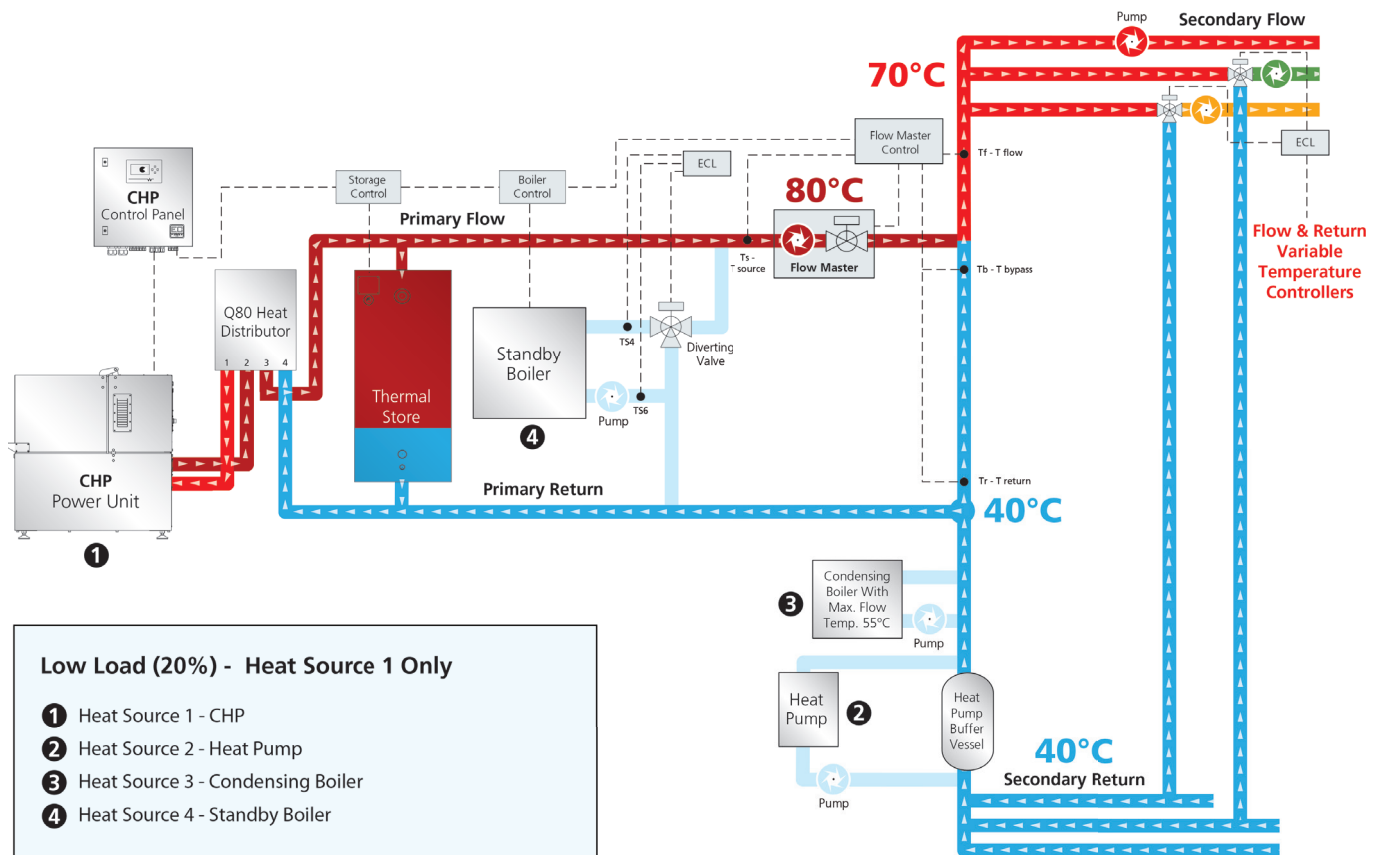 Pump
Secondary Flow
70°C
Flow Master
Control
Tf - T flow
ECL
ECL
CHP
Control Panel
Storage
Control
Boiler
Control
80°C
Primary Flow
Ts -
T source
Flow Master
Tb - T bypass
Flow & Return
Variable
Temperature
Controllers
Q80 Heat
Distributor
1 2 3 4
Standby
Boiler
TS4
Diverting
Valve
Thermal
Store
Pump
TS6
4
CHP
Power Unit
1
Primary Return
Tr - T return
40°C
Condensing
Boiler With
Max. Flow
Temp. 55°C
3
Pump
Heat
Pump
2
Heat
Pump
Buffer
Vessel
Pump
40°C
Secondary Return
Low Load (20%) - Heat Source 1 Only
1 Heat Source 1 - CHP
2 Heat Source 2 - Heat Pump
3 Heat Source 3 - Condensing Boiler
4 Heat Source 4 - Standby Boiler